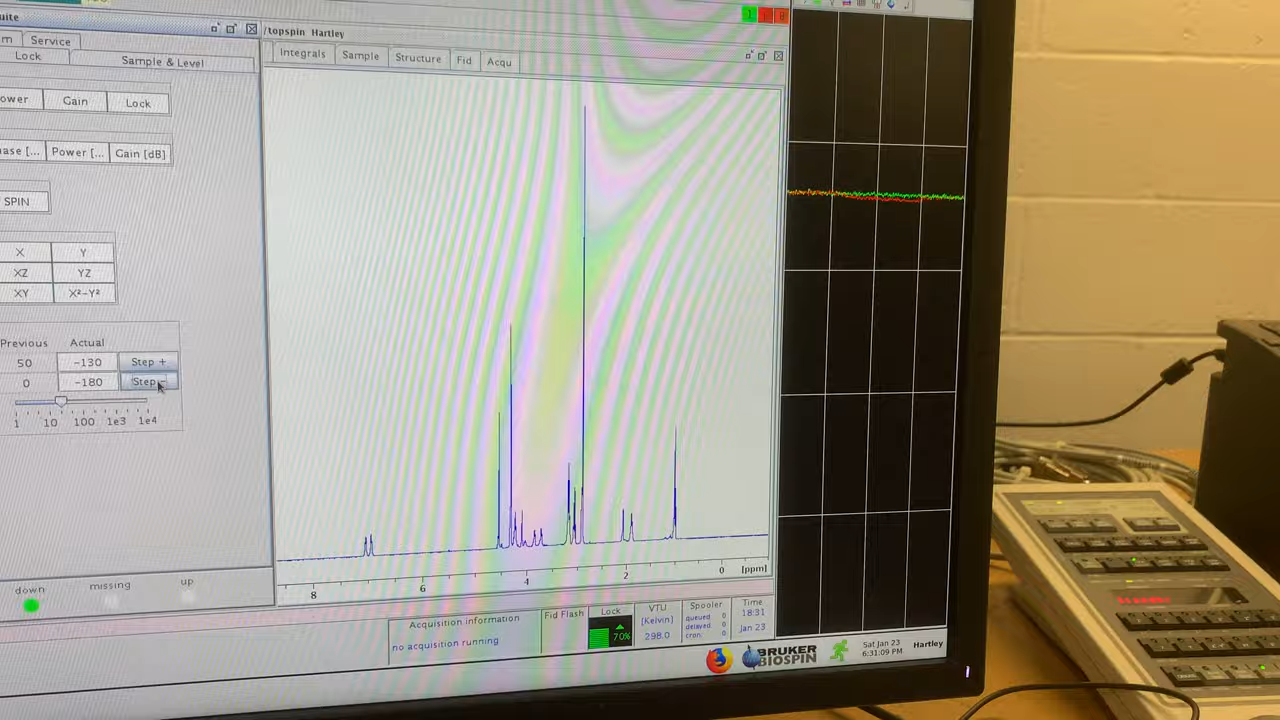 uite
/topspin Hartley
m Service
Lock Sample & Level
Integrals Sample Structure Fid Acqu
ower Gain Lock
ase [... Power [... Gain [dB]
SPIN
X Y
XZ YZ
XY X²-Y²
Previous Actual
50 -130 Step +
0 -180 Step-
1 10 100 1e3 1e4
8 6 4 2 0 [ppm]
down missing up
Acquisition information
no acquisition running
Fid Flash
Lock
70%
VTU
[Kelvin]
298.0
Spooler
queued: 0
delayed: 0
cron: 0
Time
18:31
Jan 23
BRUKER
BIOSPIN
Sat Jan 23
6:31:09 PM
Hartley